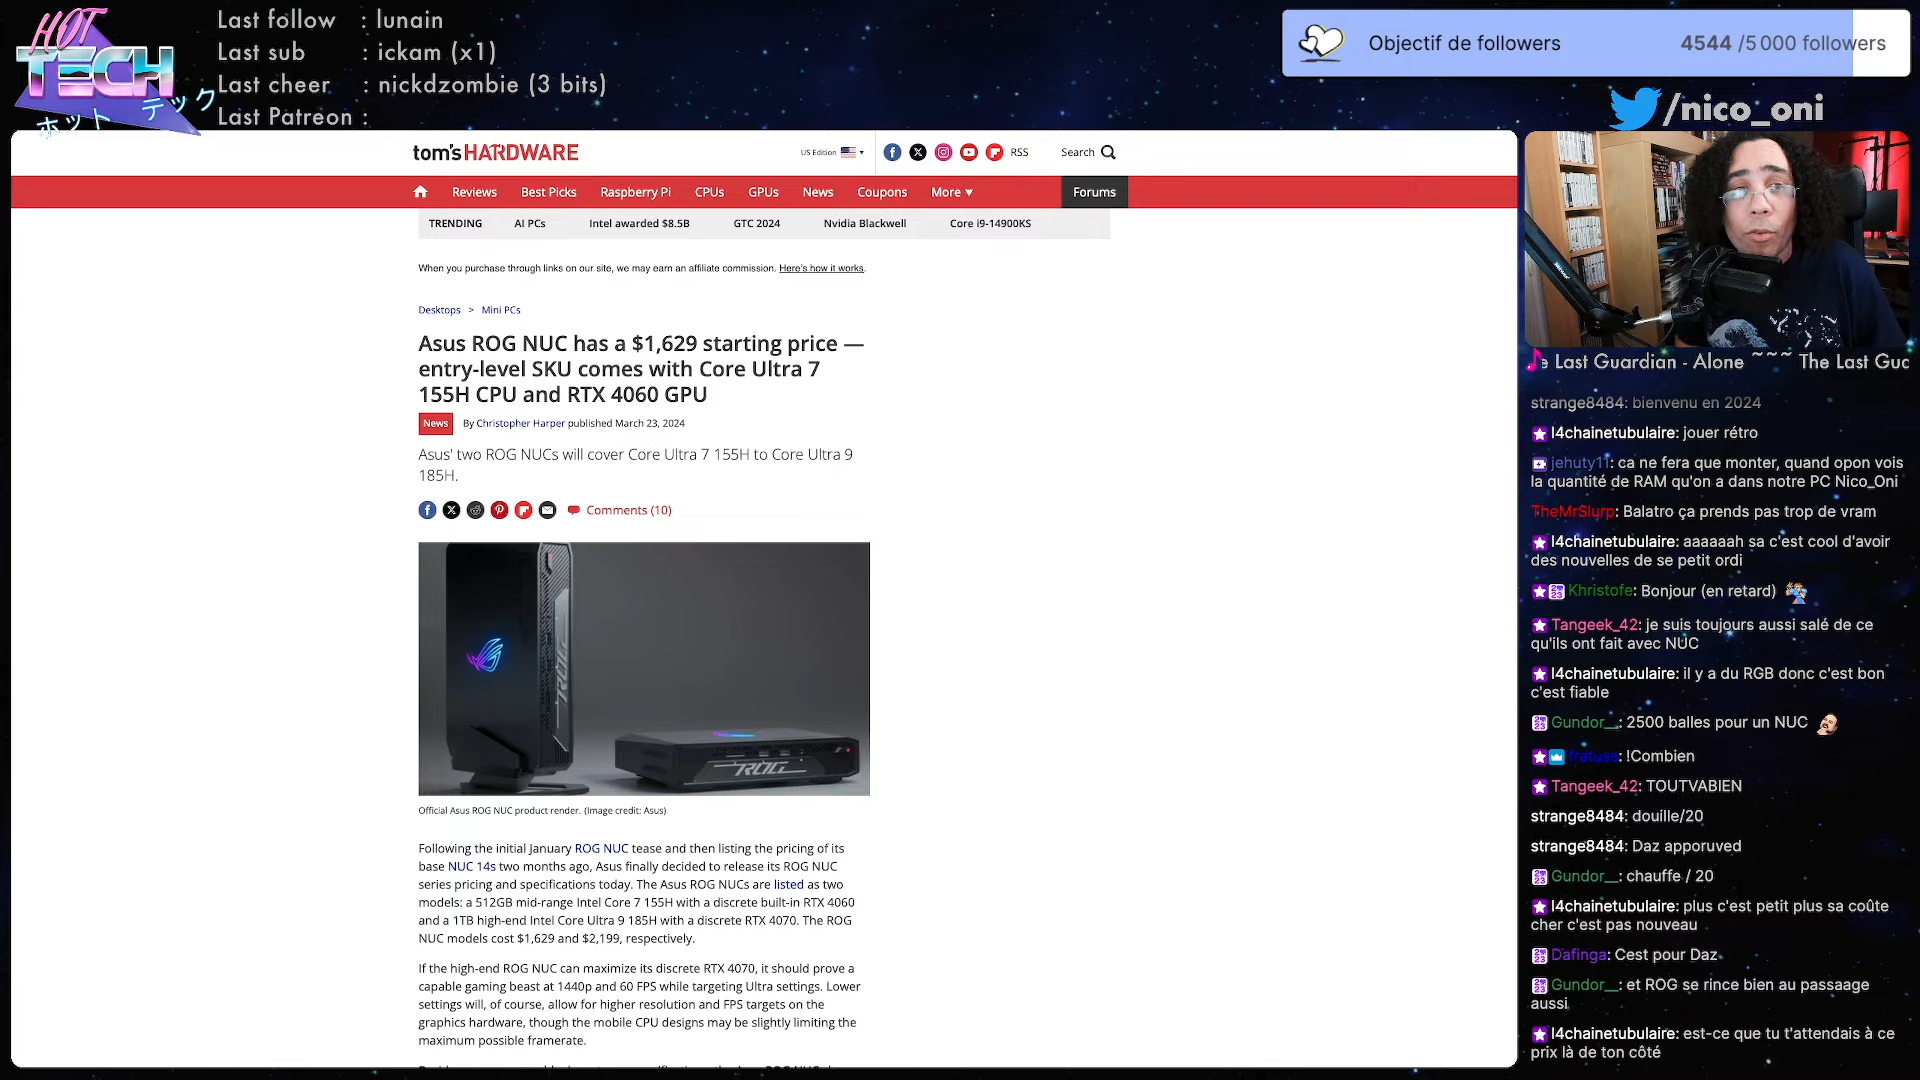 HOT
TECH
ホット テック
Last follow : lunain
Last sub : ickam (x1)
Last cheer : nickdzombie (3 bits)
Last Patreon :
Objectif de followers 4544 /5 000 followers
/nico_oni
tom'sHARDWARE
US Edition
RSS
Search
Reviews Best Picks Raspberry Pi CPUs GPUs News Coupons More Forums
TRENDING AI PCs Intel awarded $8.5B GTC 2024 Nvidia Blackwell Core i9-14900KS
When you purchase through links on our site, we may earn an affiliate commission. Here's how it works.
Desktops > Mini PCs
Asus ROG NUC has a $1,629 starting price —
entry-level SKU comes with Core Ultra 7
155H CPU and RTX 4060 GPU
News By Christopher Harper published March 23, 2024
Asus' two ROG NUCs will cover Core Ultra 7 155H to Core Ultra 9
185H.
Comments (10)
ROG
ROG
Official Asus ROG NUC product render. (Image credit: Asus)
Following the initial January ROG NUC tease and then listing the pricing of its
base NUC 14s two months ago, Asus finally decided to release its ROG NUC
series pricing and specifications today. The Asus ROG NUCs are listed as two
models: a 512GB mid-range Intel Core 7 155H with a discrete built-in RTX 4060
and a 1TB high-end Intel Core Ultra 9 185H with a discrete RTX 4070. The ROG
NUC models cost $1,629 and $2,199, respectively.
If the high-end ROG NUC can maximize its discrete RTX 4070, it should prove a
capable gaming beast at 1440p and 60 FPS while targeting Ultra settings. Lower
settings will, of course, allow for higher resolution and FPS targets on the
graphics hardware, though the mobile CPU designs may be slightly limiting the
maximum possible framerate.
e Last Guardian - Alone ~~~ The Last Guc
strange8484: bienvenu en 2024
l4chainetubulaire: jouer rétro
jehuty11: ca ne fera que monter, quand opon vois
la quantité de RAM qu'on a dans notre PC Nico_Oni
TheMrSlurp: Balatro ça prends pas trop de vram
l4chainetubulaire: aaaaah sa c'est cool d'avoir
des nouvelles de se petit ordi
Khristofe: Bonjour (en retard)
Tangeek_42: je suis toujours aussi salé de ce
qu'ils ont fait avec NUC
l4chainetubulaire: il y a du RGB donc c'est bon
c'est fiable
Gundor__: 2500 balles pour un NUC
fratuss: !Combien
Tangeek_42: TOUTVABIEN
strange8484: douille/20
strange8484: Daz apporuved
Gundor__: chauffe / 20
l4chainetubulaire: plus c'est petit plus sa coûte
cher c'est pas nouveau
Dafinga: Cest pour Daz
Gundor__: et ROG se rince bien au passaage
aussi
l4chainetubulaire: est-ce que tu t'attendais à ce
prix là de ton côté